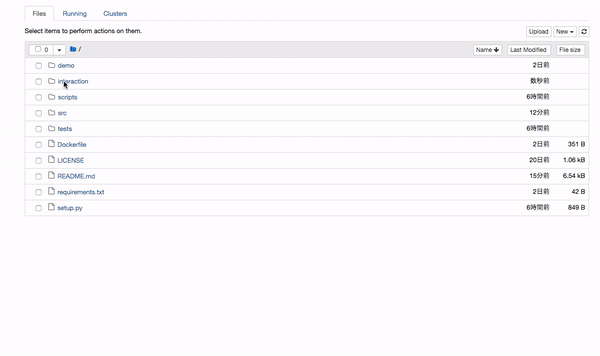 Files Running Clusters
Select items to perform actions on them. Upload New
0 / Name Last Modified File size
demo 2日前
interaction 数秒前
scripts 6時間前
src 12分前
tests 6時間前
Dockerfile 2日前 351 B
LICENSE 20日前 1.06 kB
README.md 15分前 6.54 kB
requirements.txt 2日前 42 B
setup.py 6時間前 849 B